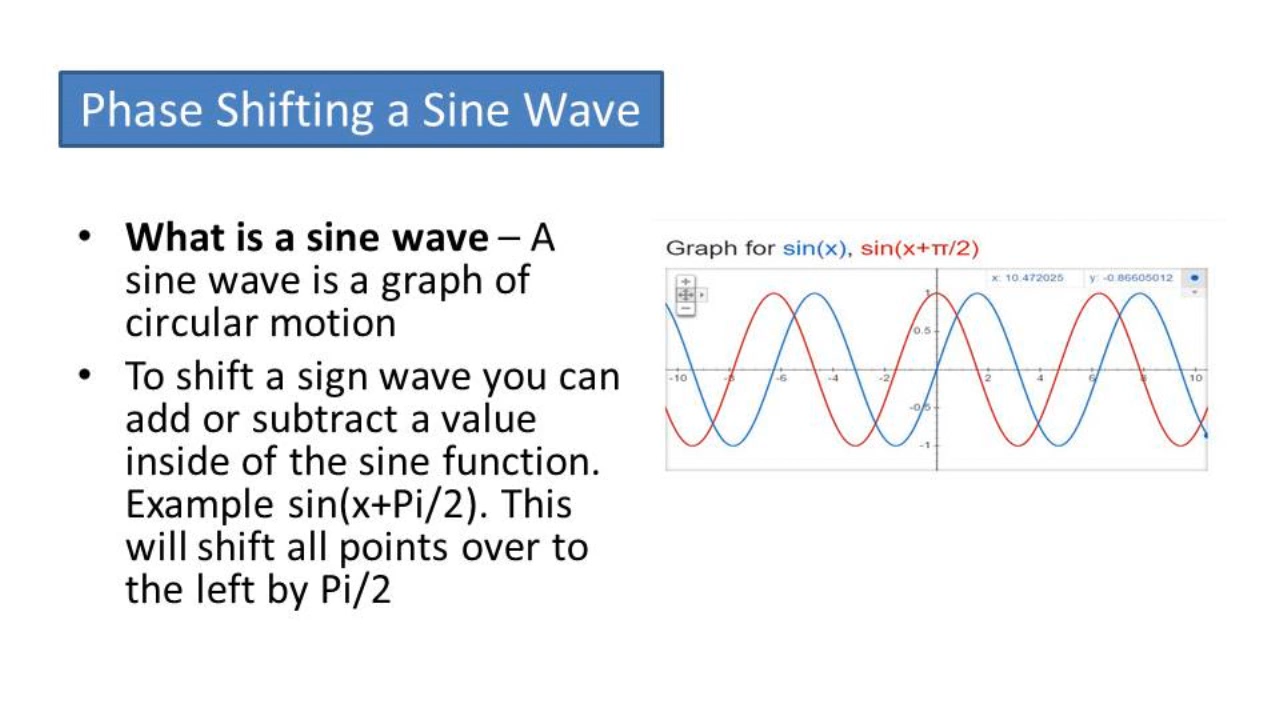 Phase Shifting a Sine Wave
• What is a sine wave – A
sine wave is a graph of
circular motion
• To shift a sign wave you can
add or subtract a value
inside of the sine function.
Example sin(x+Pi/2). This
will shift all points over to
the left by Pi/2
Graph for sin(x), sin(x+π/2)
x: 10.472025 y: -0.86605012
1
0.5
-10 -8 -6 -4 -2 2 4 6 8 10
-0.5
-1